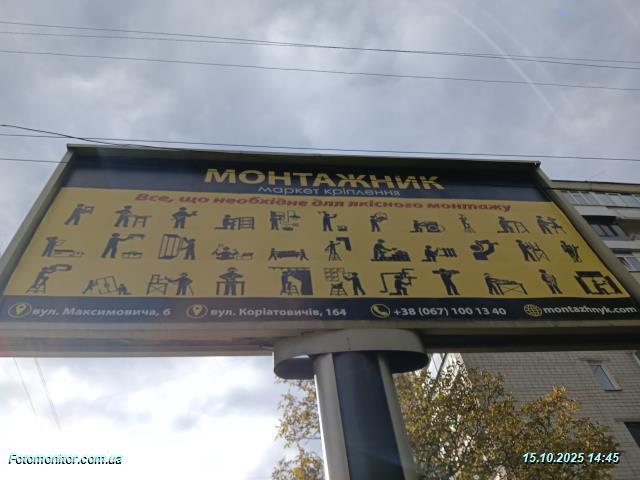 МОНТАЖНИК
маркет кріплення
Все, що необхідне для якісного монтажу
вул. Максимовича, 6 вул. Коріатовичів, 164 +38 (067) 100 13 40 montazhnyk.com
Fotomonitor.com.ua 15.10.2025 14:45